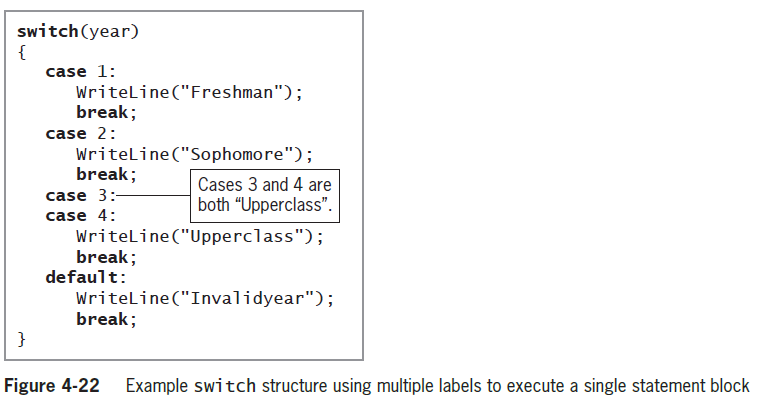 switch(year)
{
case 1:
WriteLine("Freshman");
break;
case 2:
WriteLine("Sophomore");
break;
case 3:
case 4:
WriteLine("Upperclass");
break;
default:
WriteLine("Invalidyear");
break;
}
Cases 3 and 4 are
both “Upperclass”.
Figure 4-22 Example switch structure using multiple labels to execute a single statement block